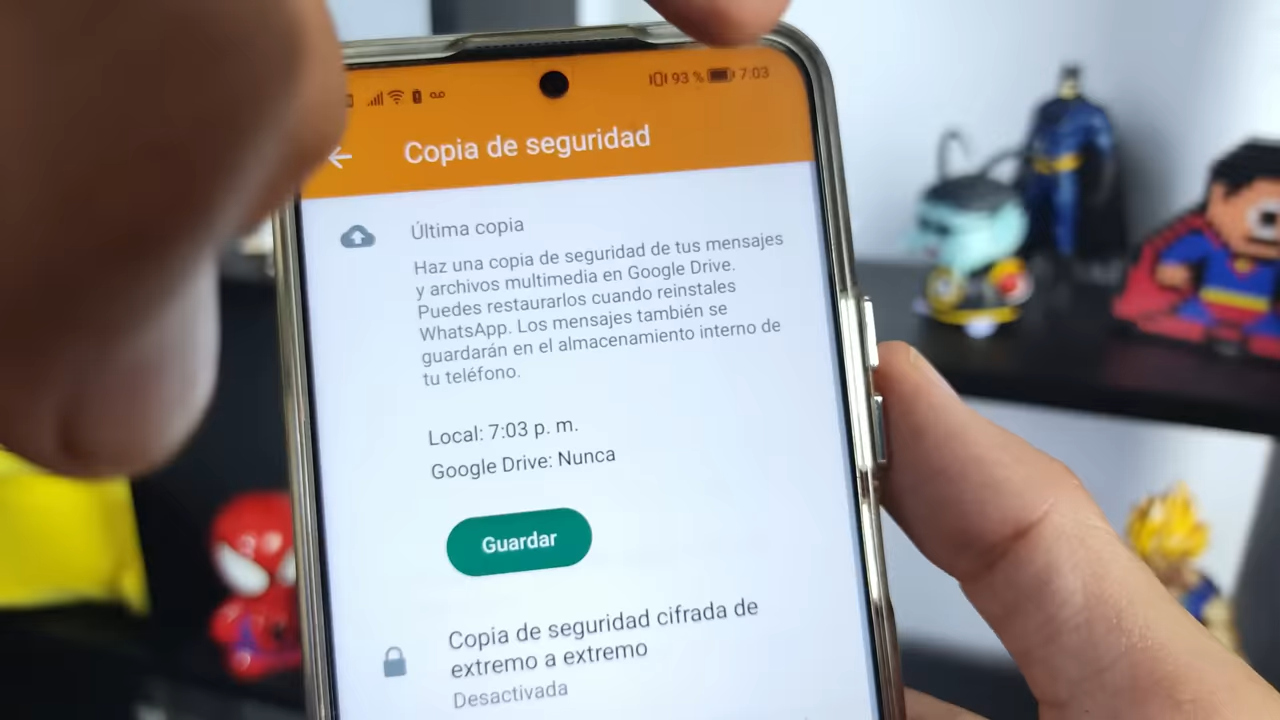 93 % 7:03
Copia de seguridad
Última copia
Haz una copia de seguridad de tus mensajes
y archivos multimedia en Google Drive.
Puedes restaurarlos cuando reinstales
WhatsApp. Los mensajes también se
guardarán en el almacenamiento interno de
tu teléfono.
Local: 7:03 p. m.
Google Drive: Nunca
Guardar
Copia de seguridad cifrada de
extremo a extremo
Desactivada